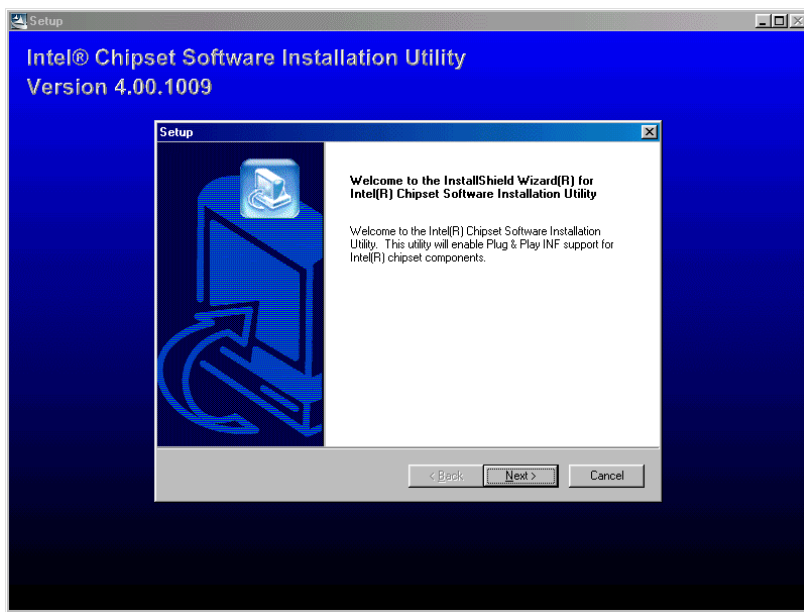 Setup
Intel® Chipset Software Installation Utility
Version 4.00.1009
Setup
Welcome to the InstallShield Wizard(R) for
Intel(R) Chipset Software Installation Utility
Welcome to the Intel(R) Chipset Software Installation
Utility. This utility will enable Plug & Play INF support for
Intel(R) chipset components.
< Back
Next >
Cancel